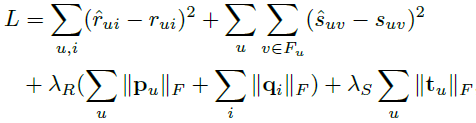 L = \sum_{u,i} (\hat{r}_{ui} - r_{ui})^2 + \sum_{u} \sum_{v \in F_u} (\hat{s}_{uv} - s_{uv})^2
+ \lambda_R (\sum_{u} \|\mathbf{p}_u\|_F + \sum_{i} \|\mathbf{q}_i\|_F) + \lambda_S \sum_{u} \|\mathbf{t}_u\|_F